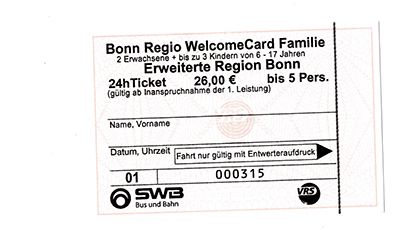 Bonn Regio WelcomeCard Familie
2 Erwachsene + bis zu 3 Kindern von 6 - 17 Jahren
Erweiterte Region Bonn
24hTicket 26,00 € bis 5 Pers.
(gültig ab Inanspruchnahme der 1. Leistung)
Name, Vorname
Datum, Uhrzeit Fahrt nur gültig mit Entwerteraufdruck
01 000315
SWB VRS
Bus und Bahn